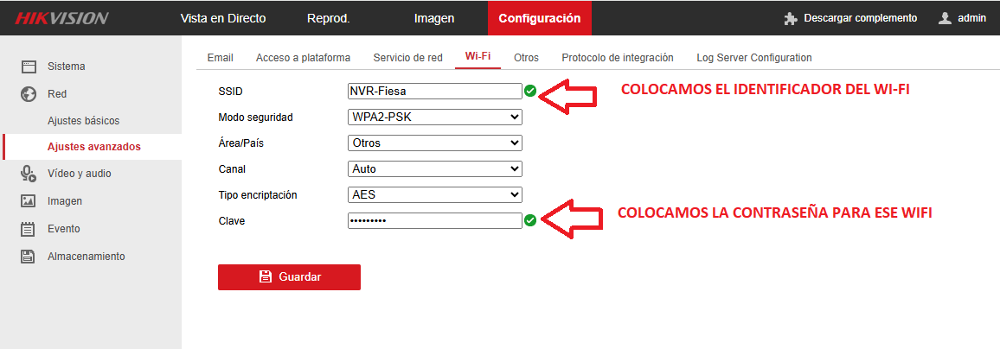 HIKVISION
Vista en Directo Reprod. Imagen Configuración Descargar complemento admin
Sistema
Red
Ajustes básicos
Ajustes avanzados
Vídeo y audio
Imagen
Evento
Almacenamiento
Email Acceso a plataforma Servicio de red Wi-Fi Otros Protocolo de integración Log Server Configuration
SSID NVR-Fiesa COLOCAMOS EL IDENTIFICADOR DEL WI-FI
Modo seguridad WPA2-PSK
Área/País Otros
Canal Auto
Tipo encriptación AES
Clave ••••••••• COLOCAMOS LA CONTRASEÑA PARA ESE WIFI
Guardar